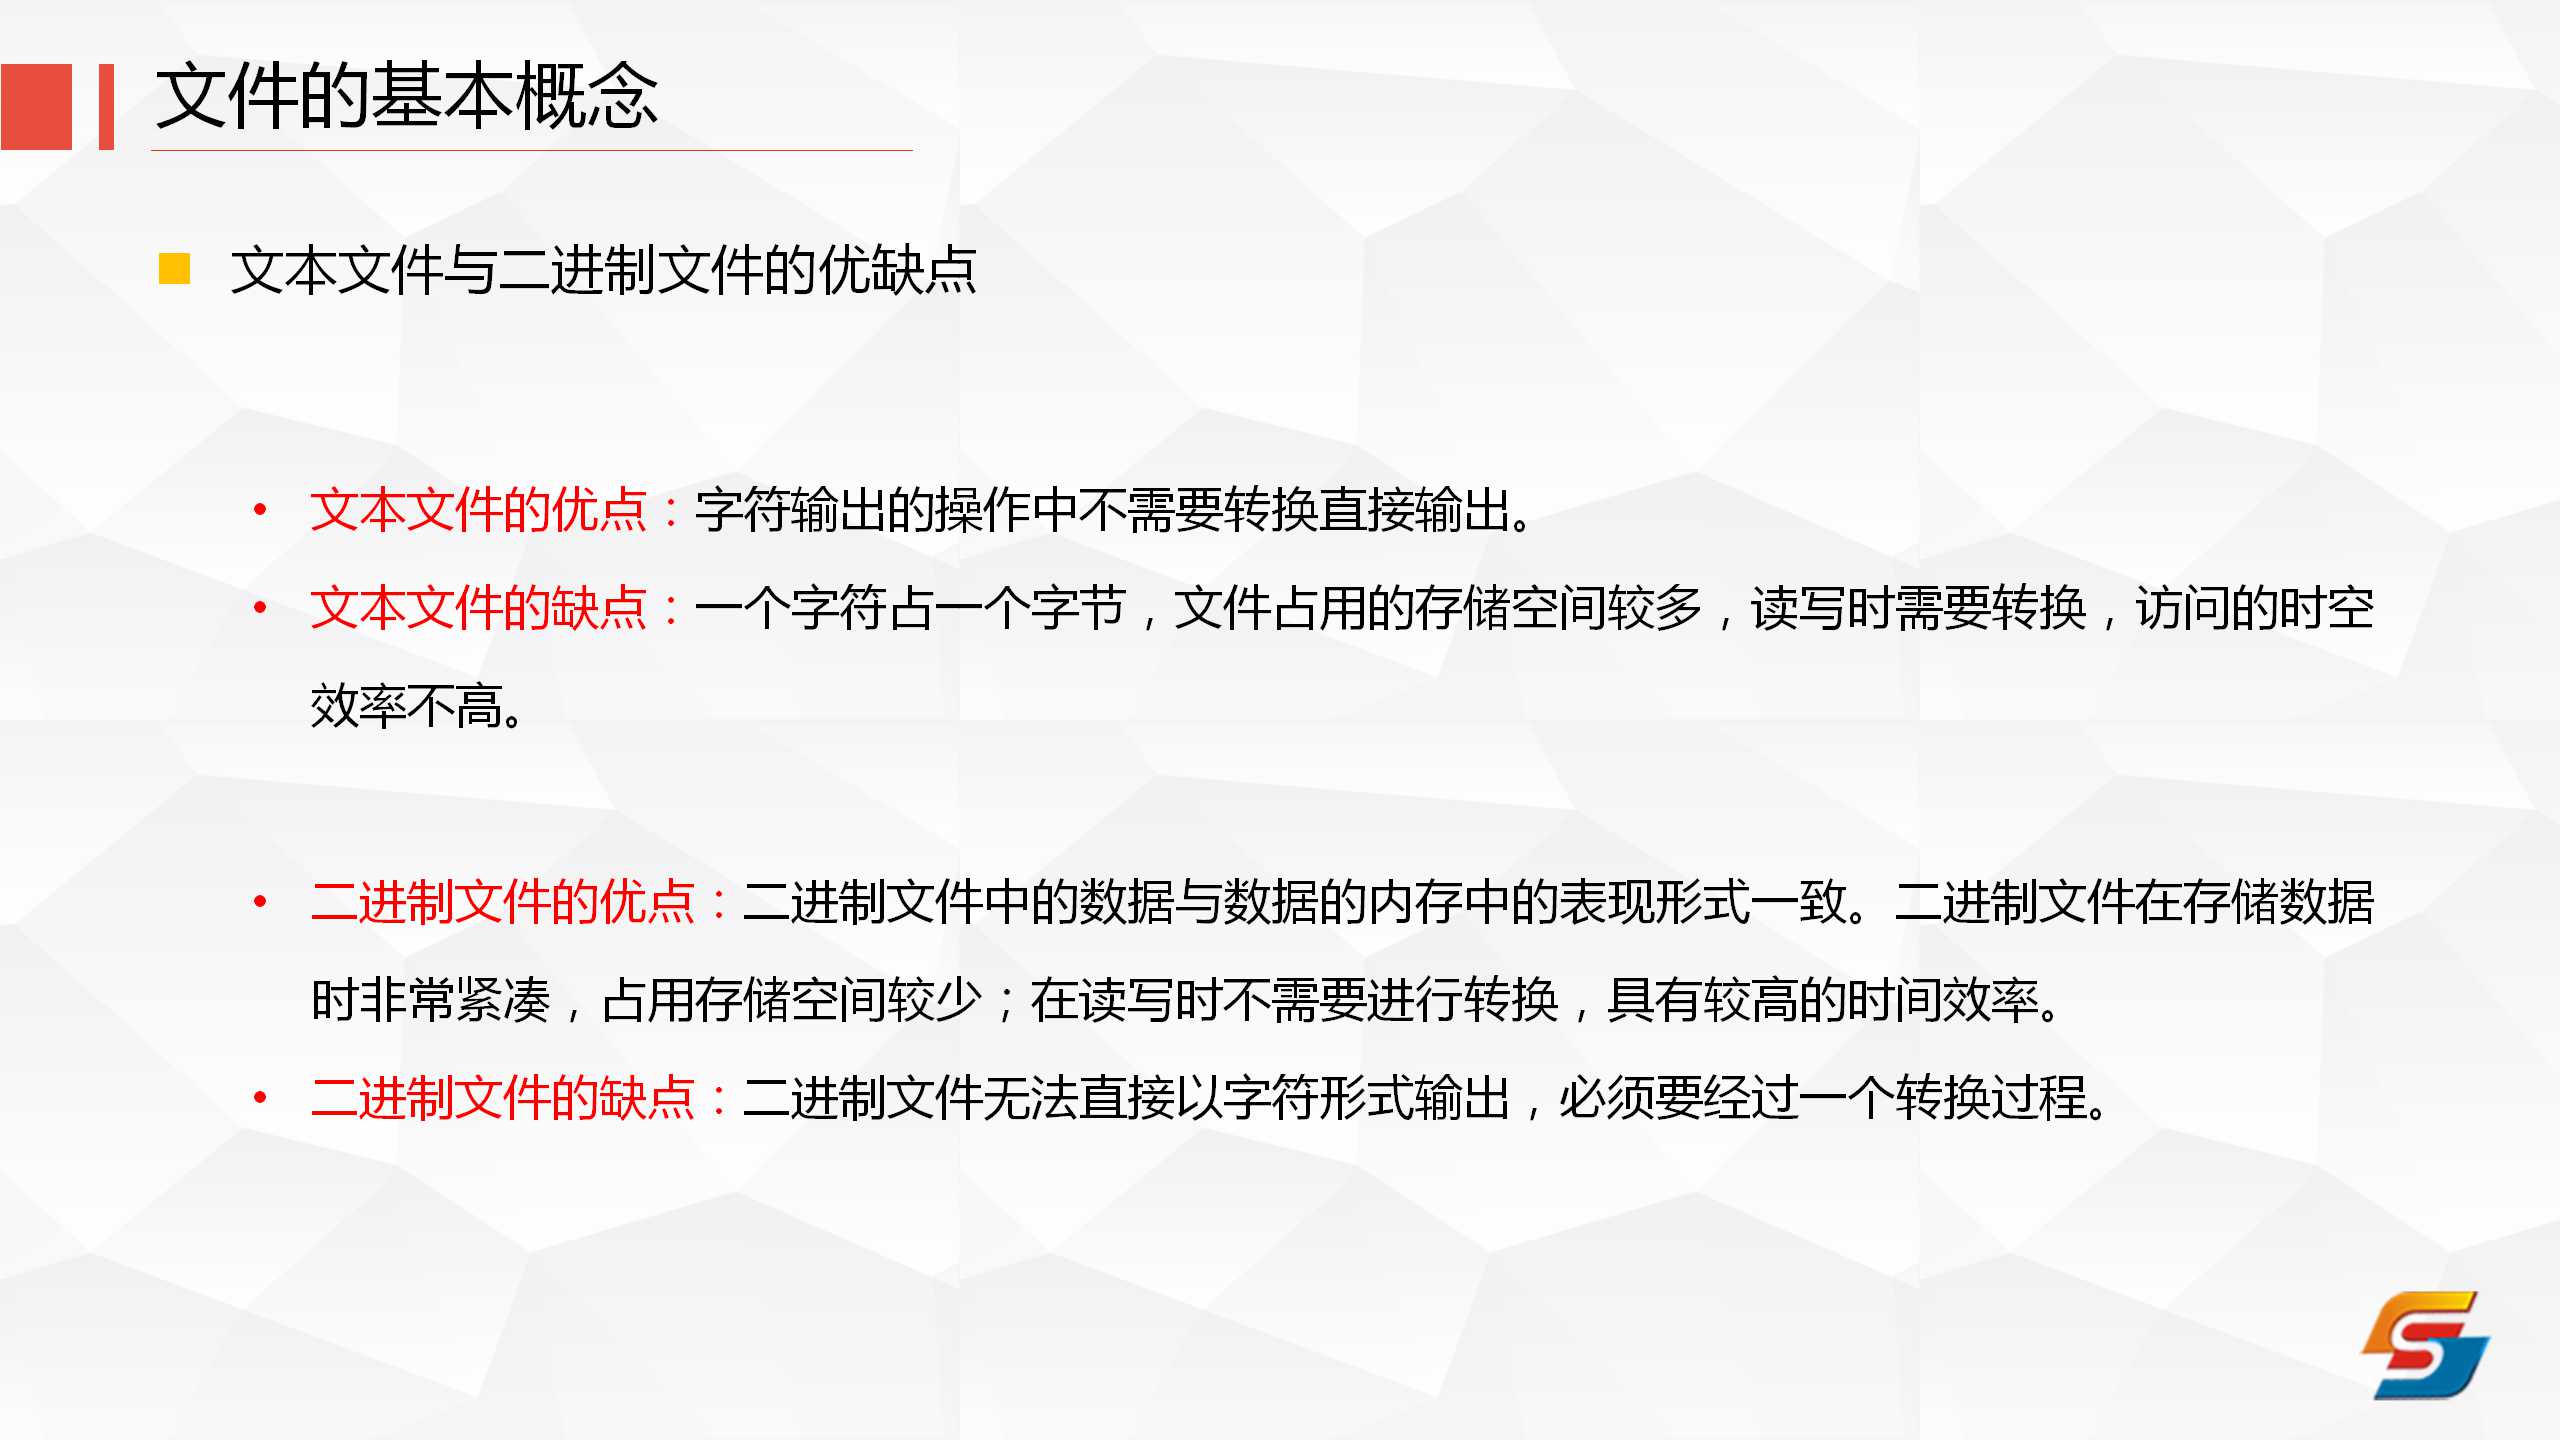 文件的基本概念
文本文件与二进制文件的优缺点
• 文本文件的优点：字符输出的操作中不需要转换直接输出。
• 文本文件的缺点：一个字符占一个字节，文件占用的存储空间较多，读写时需要转换，访问的时空
效率不高。
• 二进制文件的优点：二进制文件中的数据与数据的内存中的表现形式一致。二进制文件在存储数据
时非常紧凑，占用存储空间较少；在读写时不需要进行转换，具有较高的时间效率。
• 二进制文件的缺点：二进制文件无法直接以字符形式输出，必须要经过一个转换过程。